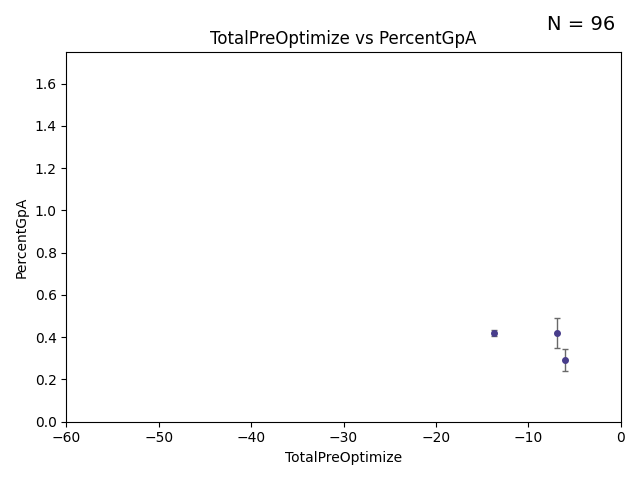 N = 96
TotalPreOptimize vs PercentGpA
1.6
1.4
1.2
1.0
0.8
0.6
0.4
0.2
0.0
PercentGpA
−60 −50 −40 −30 −20 −10 0
TotalPreOptimize